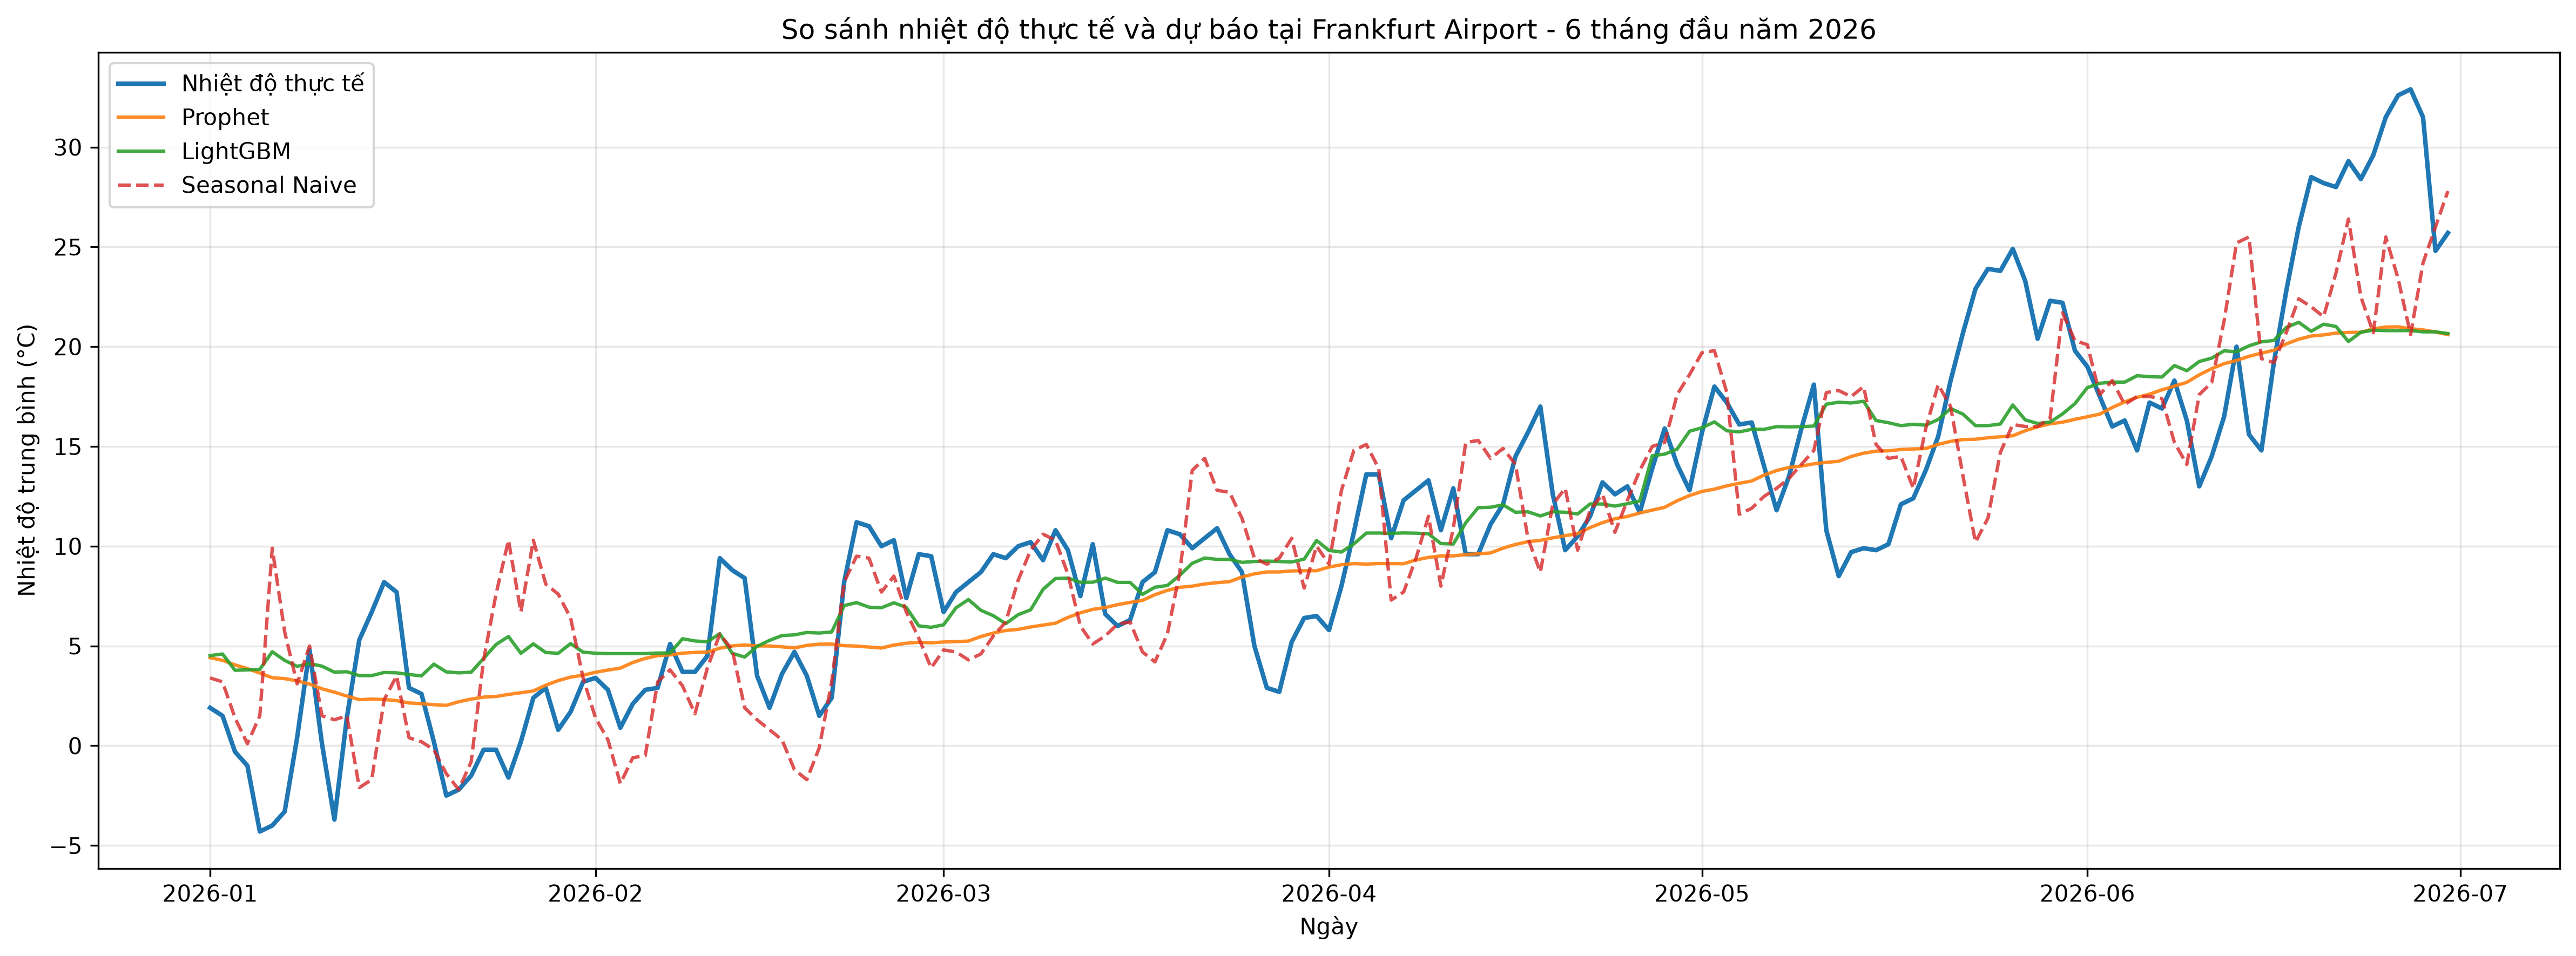 So sánh nhiệt độ thực tế và dự báo tại Frankfurt Airport - 6 tháng đầu năm 2026
Nhiệt độ thực tế
Prophet
LightGBM
Seasonal Naive
Nhiệt độ trung bình (°C)
30
25
20
15
10
5
0
−5
2026-01
2026-02
2026-03
2026-04
2026-05
2026-06
2026-07
Ngày